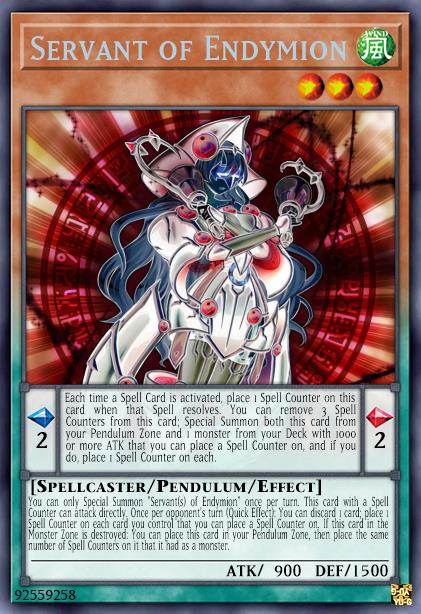 SERVANT OF ENDYMION
WIND
風
Each time a Spell Card is activated, place 1 Spell Counter on this
card when that Spell resolves. You can remove 3 Spell
Counters from this card; Special Summon both this card
from your Pendulum Zone and 1 monster from your Deck with 1000
or more ATK that you can place a Spell Counter on, and if you
do, place 1 Spell Counter on each.
2
2
[SPELLCASTER/PENDULUM/EFFECT]
You can only Special Summon "Servant(s) of Endymion" once per turn. This card with a Spell
Counter can attack directly. Once per opponent's turn (Quick Effect): You can discard 1 card; place 1
Spell Counter on each card you control that you can place a Spell Counter on. If this card in the
Monster Zone is destroyed: You can place this card in your Pendulum Zone, then place the same
number of Spell Counters on it that it had as a monster.
ATK/ 900 DEF/1500
92559258